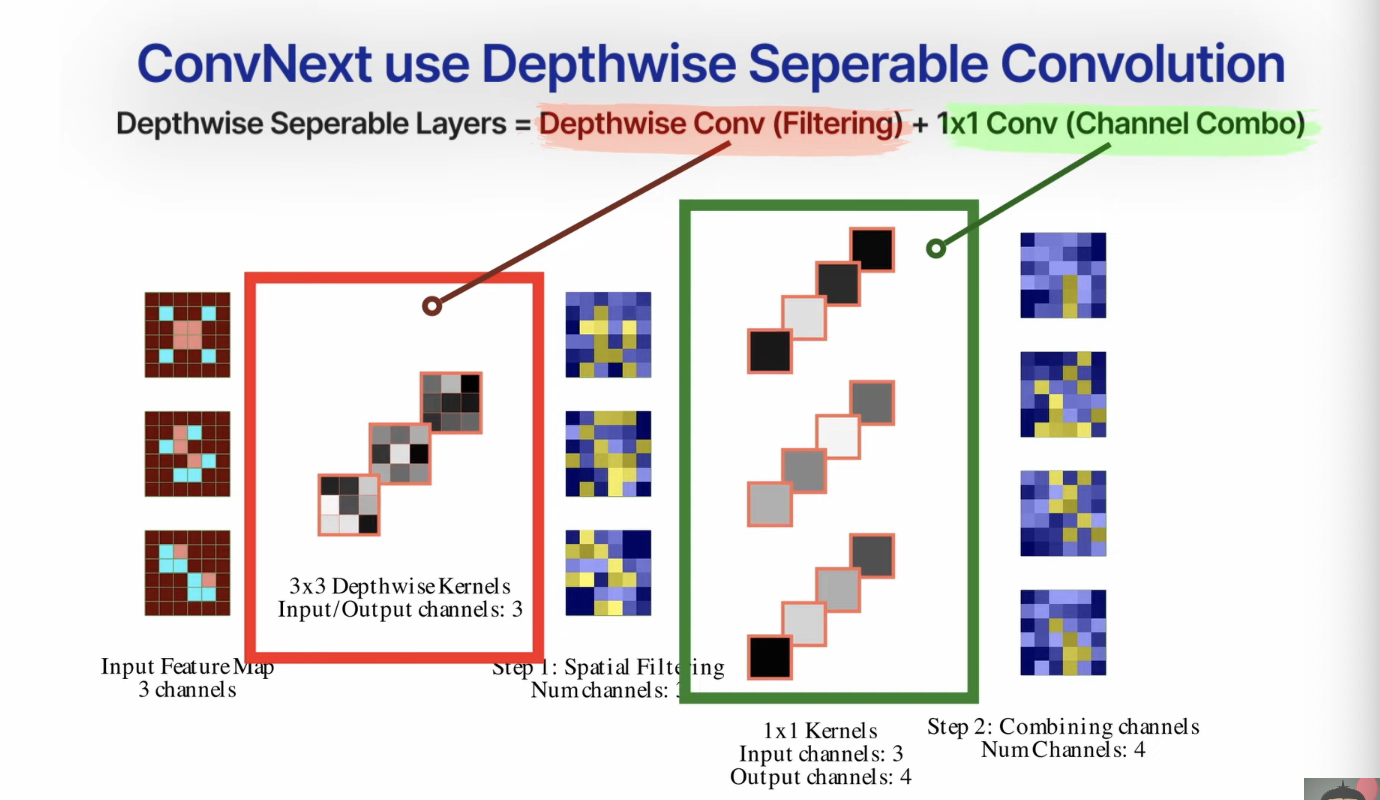 ConvNext use Depthwise Seperable Convolution
Depthwise Seperable Layers = Depthwise Conv (Filtering) + 1x1 Conv (Channel Combo)
3x3 Depthwise Kernels
Input/Output channels: 3
Input Feature Map
3 channels
Step 1: Spatial Filtering
Num channels: 3
1x1 Kernels
Input channels: 3
Output channels: 4
Step 2: Combining channels
Num Channels: 4